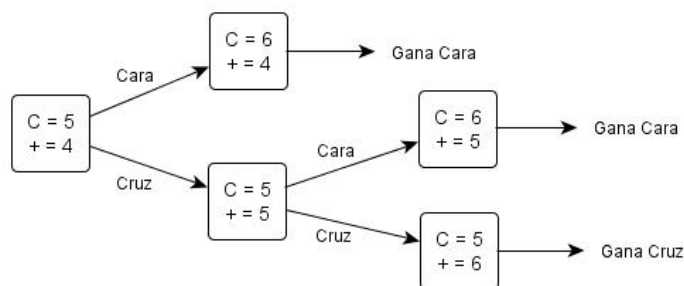 C = 6
+ = 4
Gana Cara
Cara
C = 5
+ = 4
C = 6
+ = 5
Gana Cara
Cara
Cruz
C = 5
+ = 5
Cruz
C = 5
+ = 6
Gana Cruz